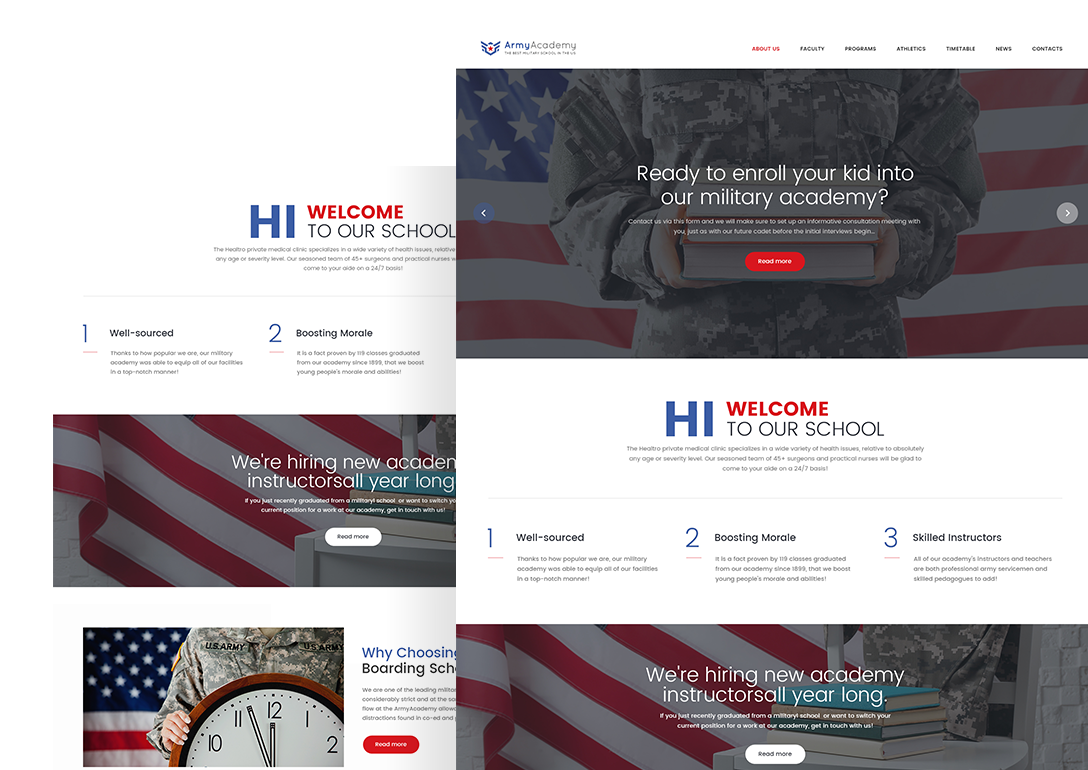 HI WELCOME
TO OUR SCHOOL
The Healtro private medical clinic specializes in a wide variety of health issues, relative
any age or severity level. Our seasoned team of 45+ surgeons and practical nurses w
come to your aide on a 24/7 basis!
1 Well-sourced
Thanks to how popular we are, our military
academy was able to equip all of our facilities
in a top-notch manner!
2 Boosting Morale
It is a fact proven by 119 classes graduated
from our academy since 1899, that we boost
young people's morale and abilities!
We're hiring new academ
instructorsall year long
If you just recently graduated from a militaryl school or want to switch yo
current position for a work at our academy, get in touch with us!
Read more
U.S.ARMY
U.S.ARMY
11 12
10 2
Why Choosing
Boarding Scho
We are one of the leading militar
considerably strict and at the sa
flow at the ArmyAcademy allow
distractions found in co-ed and
Read more
ArmyAcademy
THE BEST MILITARY SCHOOL IN THE US
ABOUT US FACULTY PROGRAMS ATHLETICS TIMETABLE NEWS CONTACTS
Ready to enroll your kid into
our military academy?
Contact us via this form and we will make sure to set up an informative consultation meeting with
you, just as with our future cadet before the initial interviews begin...
Read more
HI WELCOME
TO OUR SCHOOL
The Healtro private medical clinic specializes in a wide variety of health issues, relative to absolutely
any age or severity level. Our seasoned team of 45+ surgeons and practical nurses will be glad to
come to your aide on a 24/7 basis!
1 Well-sourced
Thanks to how popular we are, our military
academy was able to equip all of our facilities
in a top-notch manner!
2 Boosting Morale
It is a fact proven by 119 classes graduated
from our academy since 1899, that we boost
young people's morale and abilities!
3 Skilled Instructors
All of our academy's instructors and teachers
are both professional army servicemen and
skilled pedagogues to add!
We're hiring new academy
instructorsall year long.
If you just recently graduated from a militaryl school or want to switch your
current position for a work at our academy, get in touch with us!
Read more